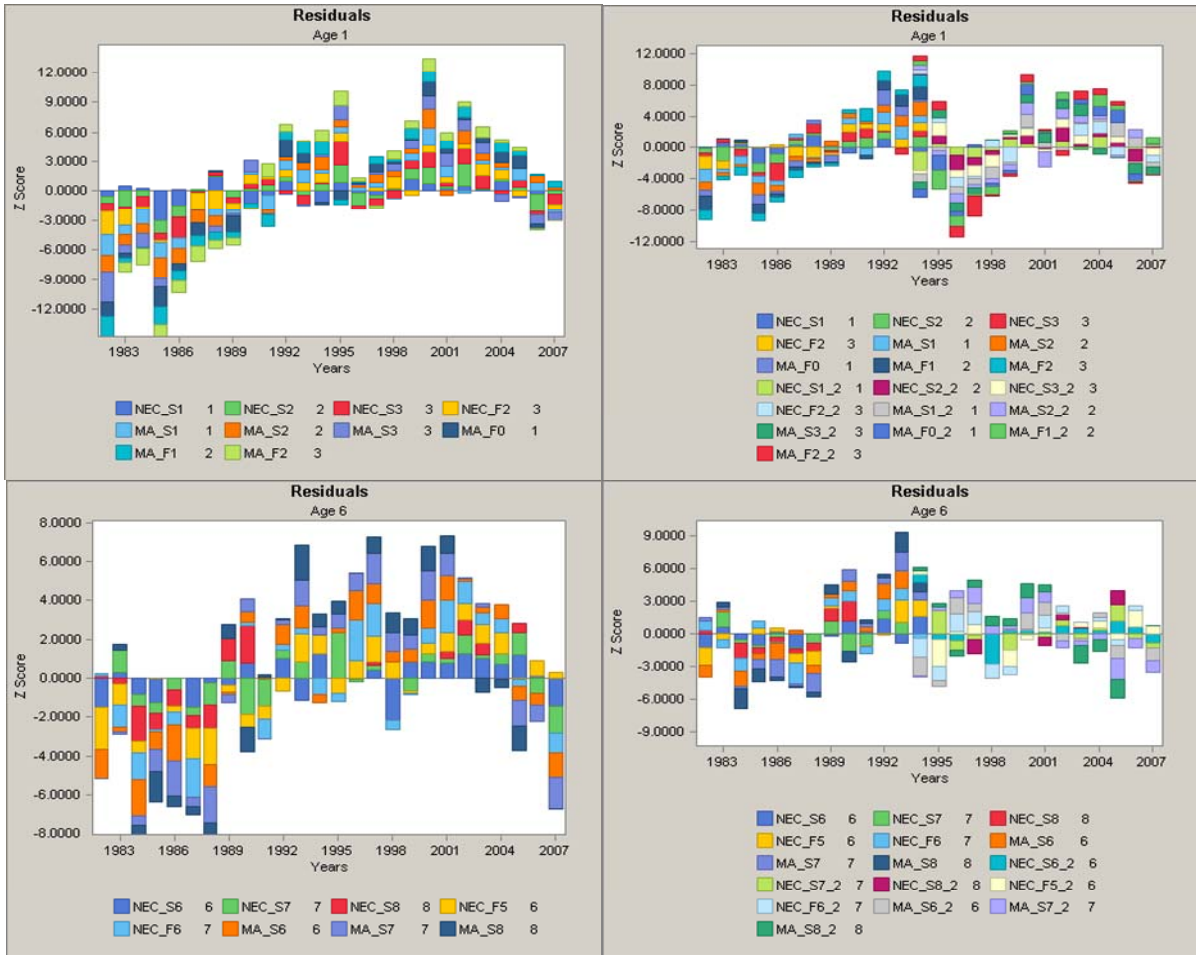 Residuals
Age 1
12.0000
9.0000
6.0000
3.0000
0.0000
-3.0000
-6.0000
-9.0000
-12.0000
Z Score
1983 1986 1989 1992 1995 1998 2001 2004 2007
Years
NEC_S1 1 NEC_S2 2 NEC_S3 3 NEC_F2 3
MA_S1 1 MA_S2 2 MA_S3 3 MA_F0 1
MA_F1 2 MA_F2 3
Residuals
Age 1
12.0000
8.0000
4.0000
0.0000
-4.0000
-8.0000
-12.0000
Z Score
1983 1986 1989 1992 1995 1998 2001 2004 2007
Years
NEC_S1 1 NEC_S2 2 NEC_S3 3
NEC_F2 3 MA_S1 1 MA_S2 2
MA_F0 1 MA_F1 2 MA_F2 3
NEC_S1_2 1 NEC_S2_2 2 NEC_S3_2 3
NEC_F2_2 3 MA_S1_2 1 MA_S2_2 2
MA_S3_2 3 MA_F0_2 1 MA_F1_2 2
MA_F2_2 3
Residuals
Age 6
8.0000
6.0000
4.0000
2.0000
0.0000
-2.0000
-4.0000
-6.0000
-8.0000
Z Score
1983 1986 1989 1992 1995 1998 2001 2004 2007
Years
NEC_S6 6 NEC_S7 7 NEC_S8 8 NEC_F5 6
NEC_F6 7 MA_S6 6 MA_S7 7 MA_S8 8
Residuals
Age 6
9.0000
6.0000
3.0000
0.0000
-3.0000
-6.0000
-9.0000
Z Score
1983 1986 1989 1992 1995 1998 2001 2004 2007
Years
NEC_S6 6 NEC_S7 7 NEC_S8 8
NEC_F5 6 NEC_F6 7 MA_S6 6
MA_S7 7 MA_S8 8 NEC_S6_2 6
NEC_S7_2 7 NEC_S8_2 8 NEC_F5_2 6
NEC_F6_2 7 MA_S6_2 6 MA_S7_2 7
MA_S8_2 8